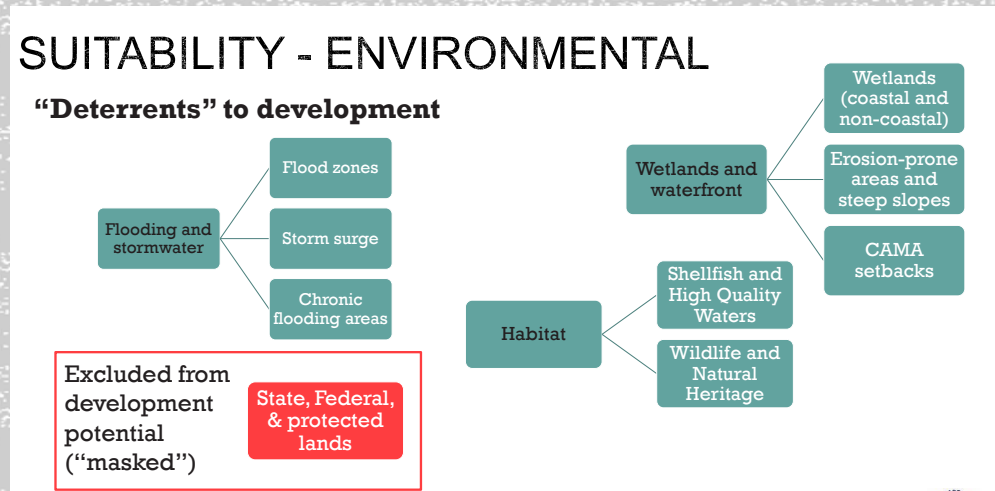 SUITABILITY - ENVIRONMENTAL
“Deterrents” to development
Flooding and
stormwater
Flood zones
Storm surge
Chronic
flooding areas
Wetlands and
waterfront
Wetlands
(coastal and
non-coastal)
Erosion-prone
areas and
steep slopes
CAMA
setbacks
Habitat
Shellfish and
High Quality
Waters
Wildlife and
Natural
Heritage
Excluded from
development
potential
(“masked”)
State, Federal,
& protected
lands